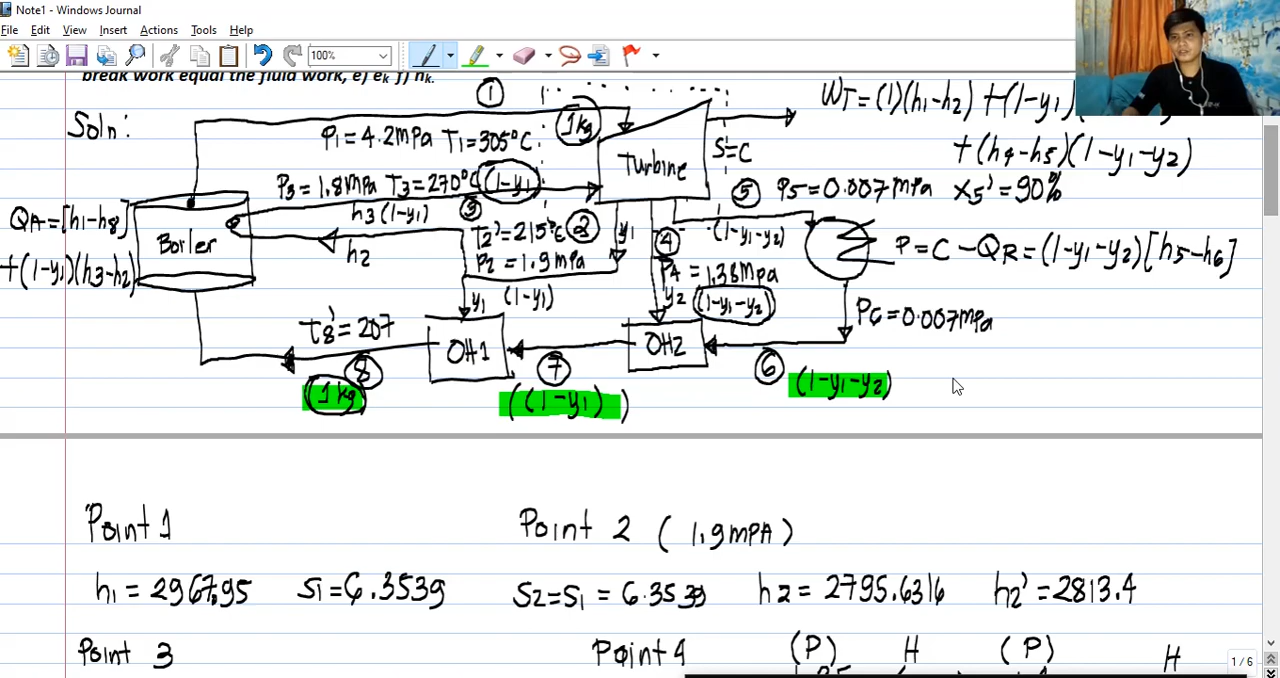 Note1 - Windows Journal
File Edit View Insert Actions Tools Help
100%
break work equal the fluid work, e) ek f) nk.
Soln:
①
1kg
WT=(1)(h1-h2)+(1-y1)
+(h4-h5)(1-y1-y2)
P1=4.2mPa T1=305°C
Turbine
S=C
P3=1.8mPa T3=270°C (1-y1)
⑤ P5=0.007mPa X5'=90%
QA=[h1-h8]
+(1-y1)(h3-h2)
Boiler
h3(1-y1)
③
h2
T2'=215°C ②
P2=1.9mPa
y1
④
(1-y1-y2)
P4=1.38mPa
P=C -QR=(1-y1-y2)[h5-h6]
y1 (1-y1)
y2 (1-y1-y2)
P6=0.007mPa
t8'=207
OH1
OH2
⑧
⑦
⑥
1kg
((1-y1))
(1-y1-y2)
Point 1
Point 2 (1.9mPA)
h1=2967.95 S1=6.3539
S2=S1=6.3539 h2=2795.6316 h2'=2813.4
Point 3
Point 4 (P) H (P) H
1/6